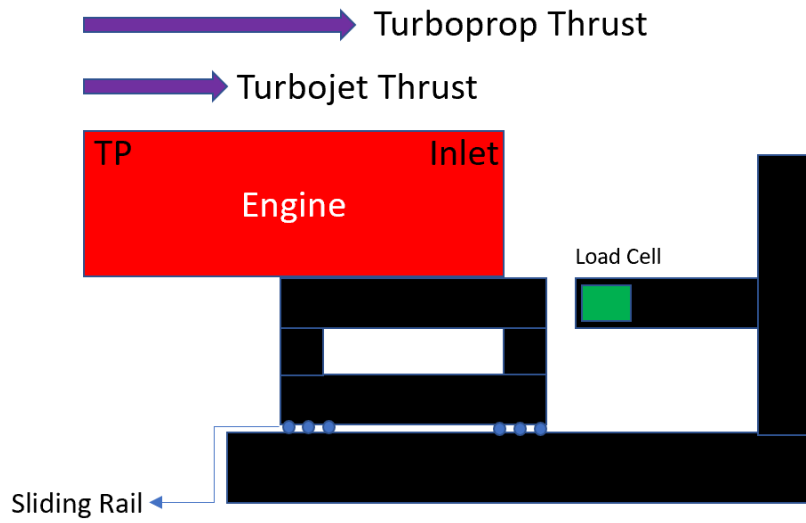 Turboprop Thrust
Turbojet Thrust
TP Inlet
Engine
Load Cell
Sliding Rail